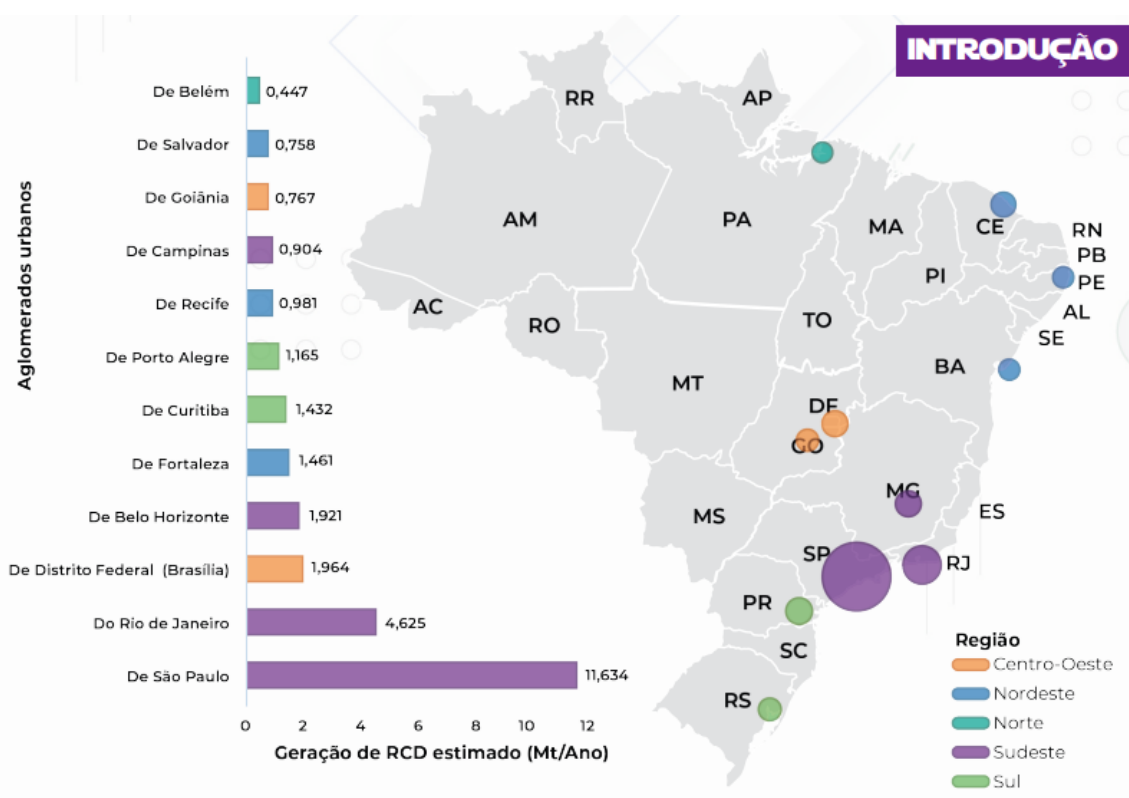 INTRODUÇÃO
Aglomerados urbanos
De Belém 0,447
De Salvador 0,758
De Goiânia 0,767
De Campinas 0,904
De Recife 0,981
De Porto Alegre 1,165
De Curitiba 1,432
De Fortaleza 1,461
De Belo Horizonte 1,921
De Distrito Federal (Brasília) 1,964
Do Rio de Janeiro 4,625
De São Paulo 11,634
0 2 4 6 8 10 12
Geração de RCD estimado (Mt/Ano)
RR
AP
AM
PA
MA
CE
RN
PB
PI
PE
AC
RO
TO
AL
SE
MT
BA
DF
GO
MG
MS
ES
SP
RJ
PR
SC
RS
Região
Centro-Oeste
Nordeste
Norte
Sudeste
Sul